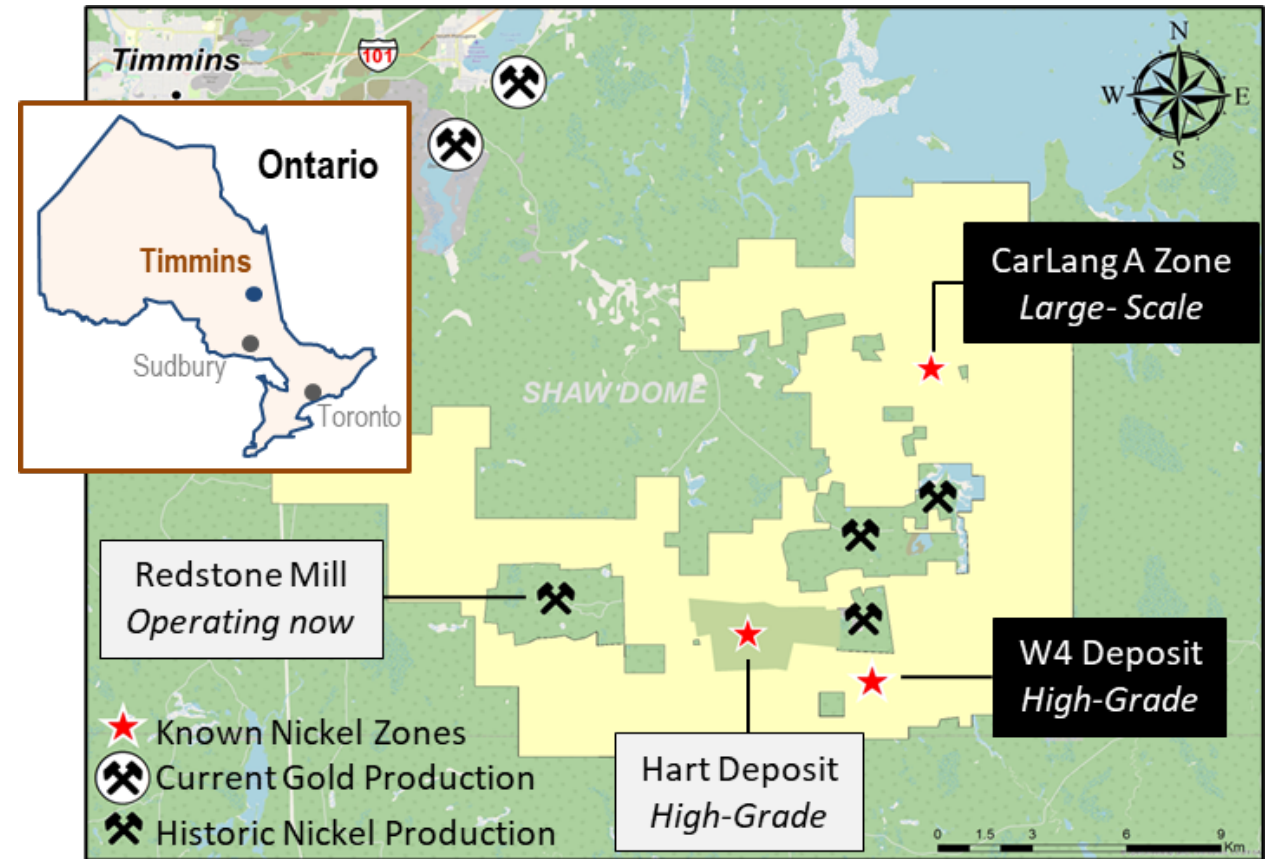 Timmins
101
N
W E
S
Ontario
Timmins
Sudbury
Toronto
CarLang A Zone
Large- Scale
SHAW DOME
Redstone Mill
Operating now
W4 Deposit
High-Grade
Hart Deposit
High-Grade
Known Nickel Zones
Current Gold Production
Historic Nickel Production
0 1.5 3 6 9
Km